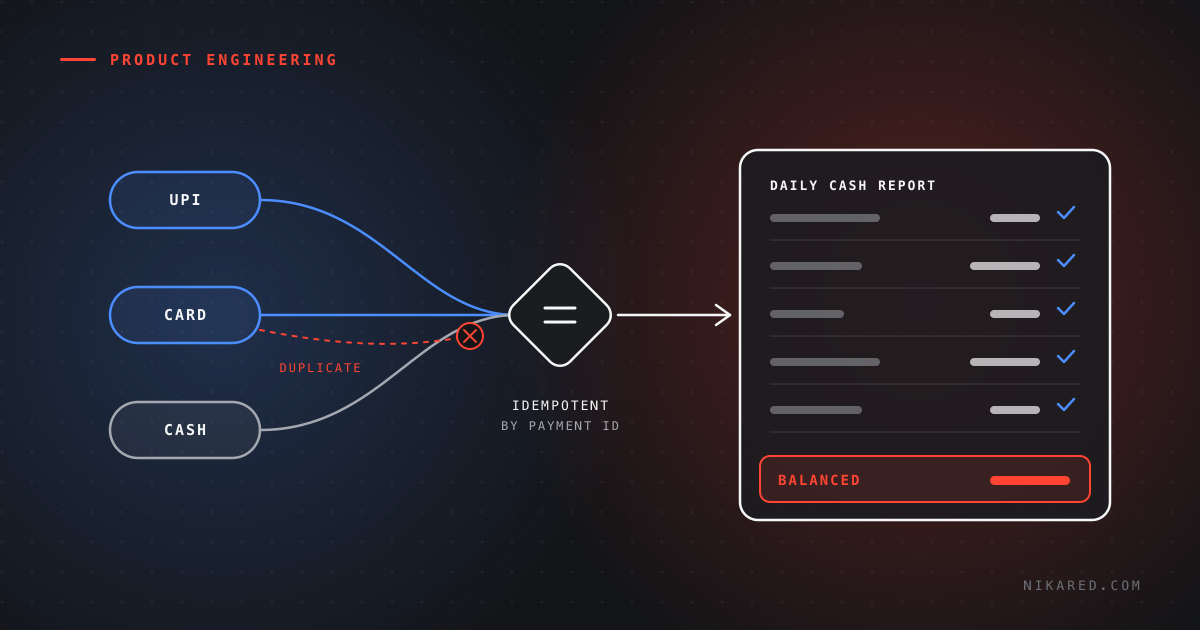 PRODUCT ENGINEERING
UPI
CARD
DUPLICATE
CASH
IDEMPOTENT
BY PAYMENT ID
DAILY CASH REPORT
BALANCED
NIKARED.COM